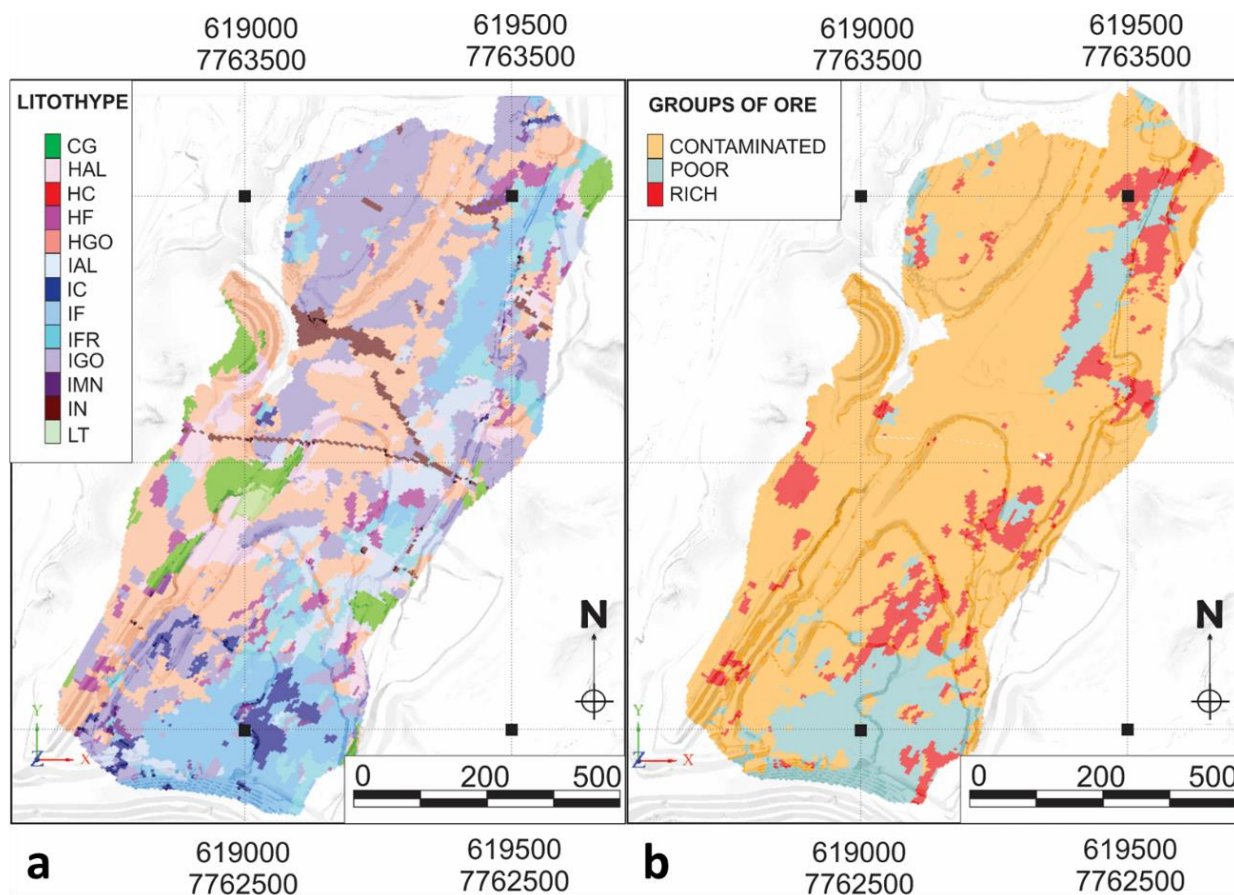 619000
7763500
619500
7763500
619000
7763500
619500
7763500
LITOTHYPE
CG
HAL
HC
HF
HGO
IAL
IC
IF
IFR
IGO
IMN
IN
LT
N
Y
Z
X
0
200
500
a
619000
7762500
619500
7762500
GROUPS OF ORE
CONTAMINATED
POOR
RICH
N
Y
Z
X
0
200
500
b
619000
7762500
619500
7762500